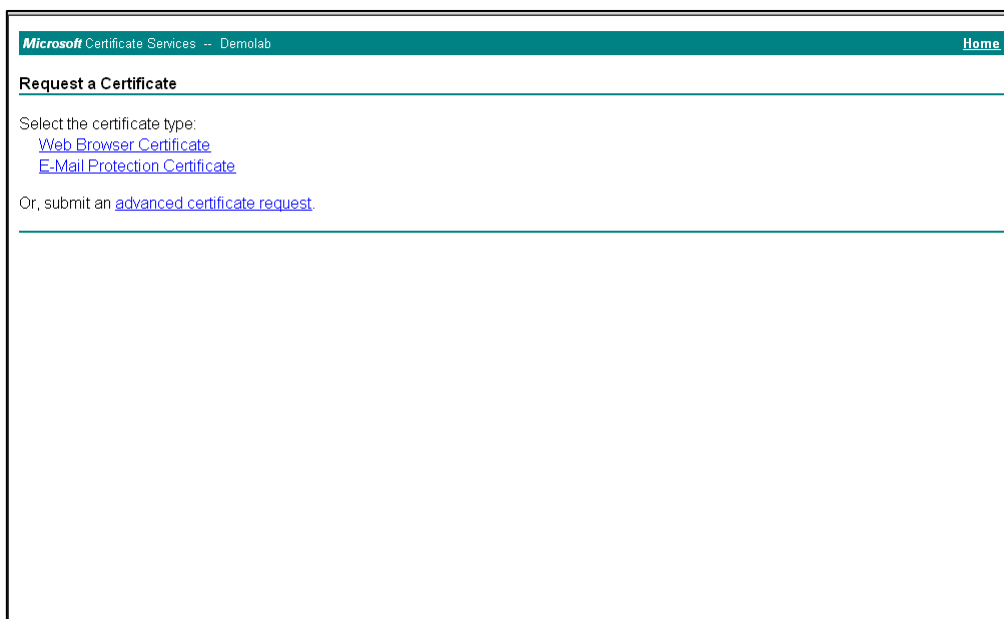 Microsoft Certificate Services -- Demolab Home
Request a Certificate
Select the certificate type:
Web Browser Certificate
E-Mail Protection Certificate
Or, submit an advanced certificate request.